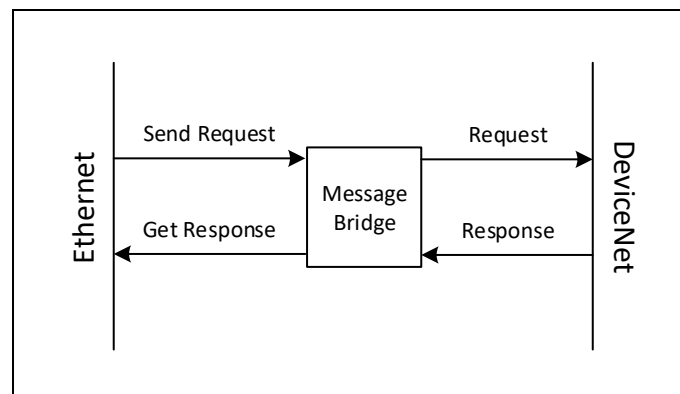 Ethernet
Send Request
Get Response
Message
Bridge
Request
Response
DeviceNet